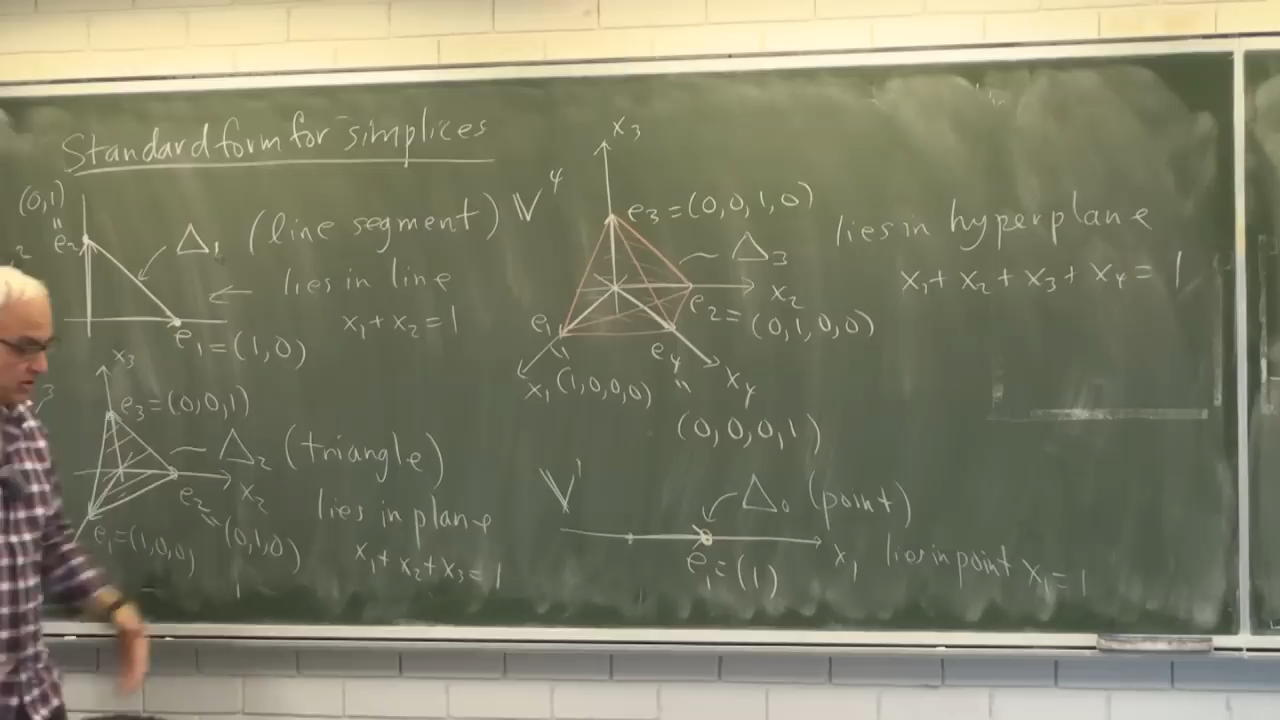 Standard form for simplices
(0,1)
"
e₂
Δ₁ (line segment)
lies in line
x₁ + x₂ = 1
e₁ = (1,0)
x₃
e₃ = (0,0,1)
Δ₂ (triangle)
x₂
e₂
" (0,1,0)
e₁ = (1,0,0)
lies in plane
x₁ + x₂ + x₃ = 1
𝕍⁴
x₃
e₃ = (0,0,1,0)
Δ₃
x₂
e₂ = (0,1,0,0)
e₁
"
x₁ (1,0,0,0)
e₄
"
x₄
(0,0,0,1)
lies in hyperplane
x₁ + x₂ + x₃ + x₄ = 1
𝕍¹
Δ₀ (point)
e₁ = (1)
x₁
lies in point x₁ = 1